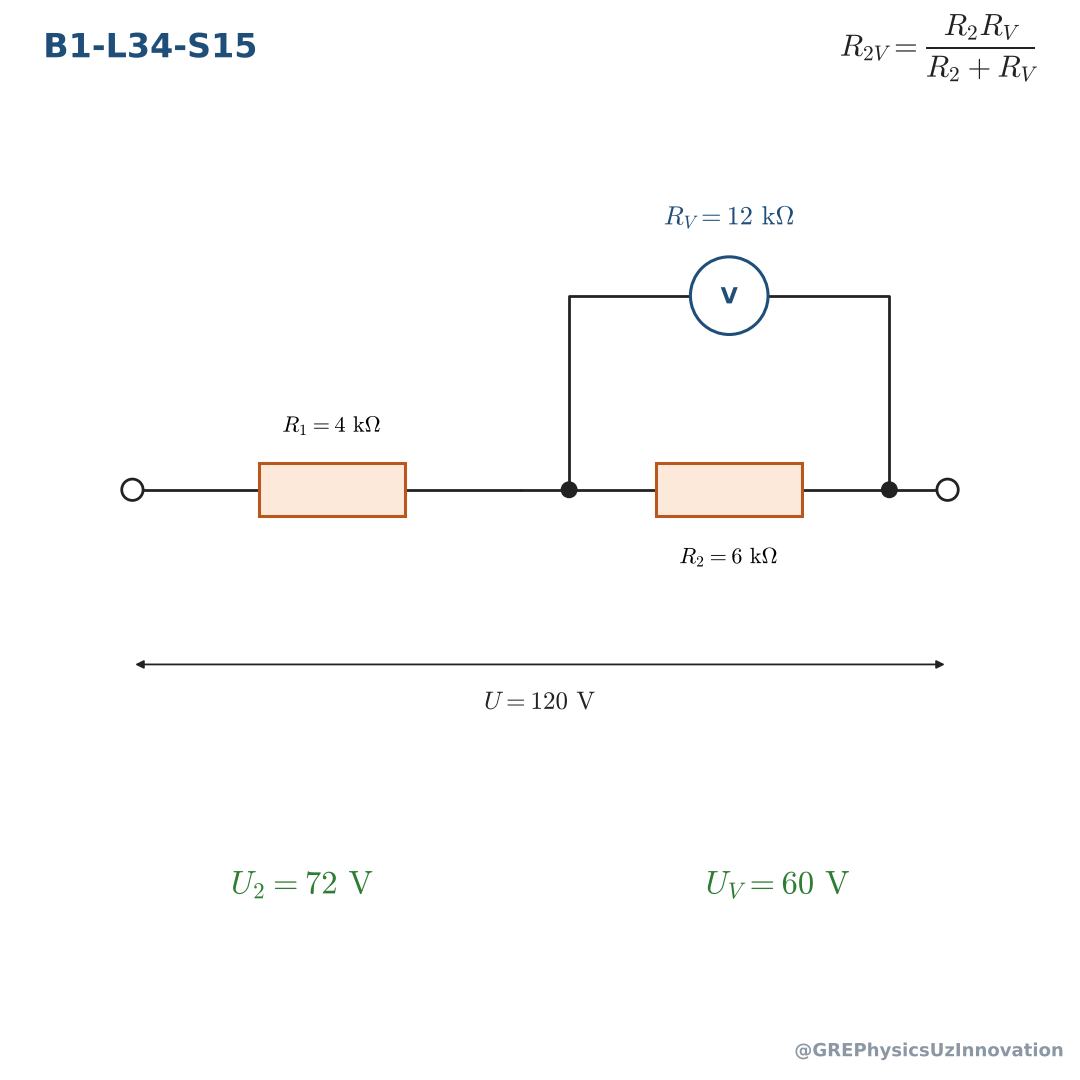 B1-L34-S15
R_{2V} = \frac{R_2 R_V}{R_2 + R_V}
R_V = 12 kΩ
V
R_1 = 4 kΩ
R_2 = 6 kΩ
U = 120 V
U_2 = 72 V
U_V = 60 V
@GREPhysicsUzInnovation